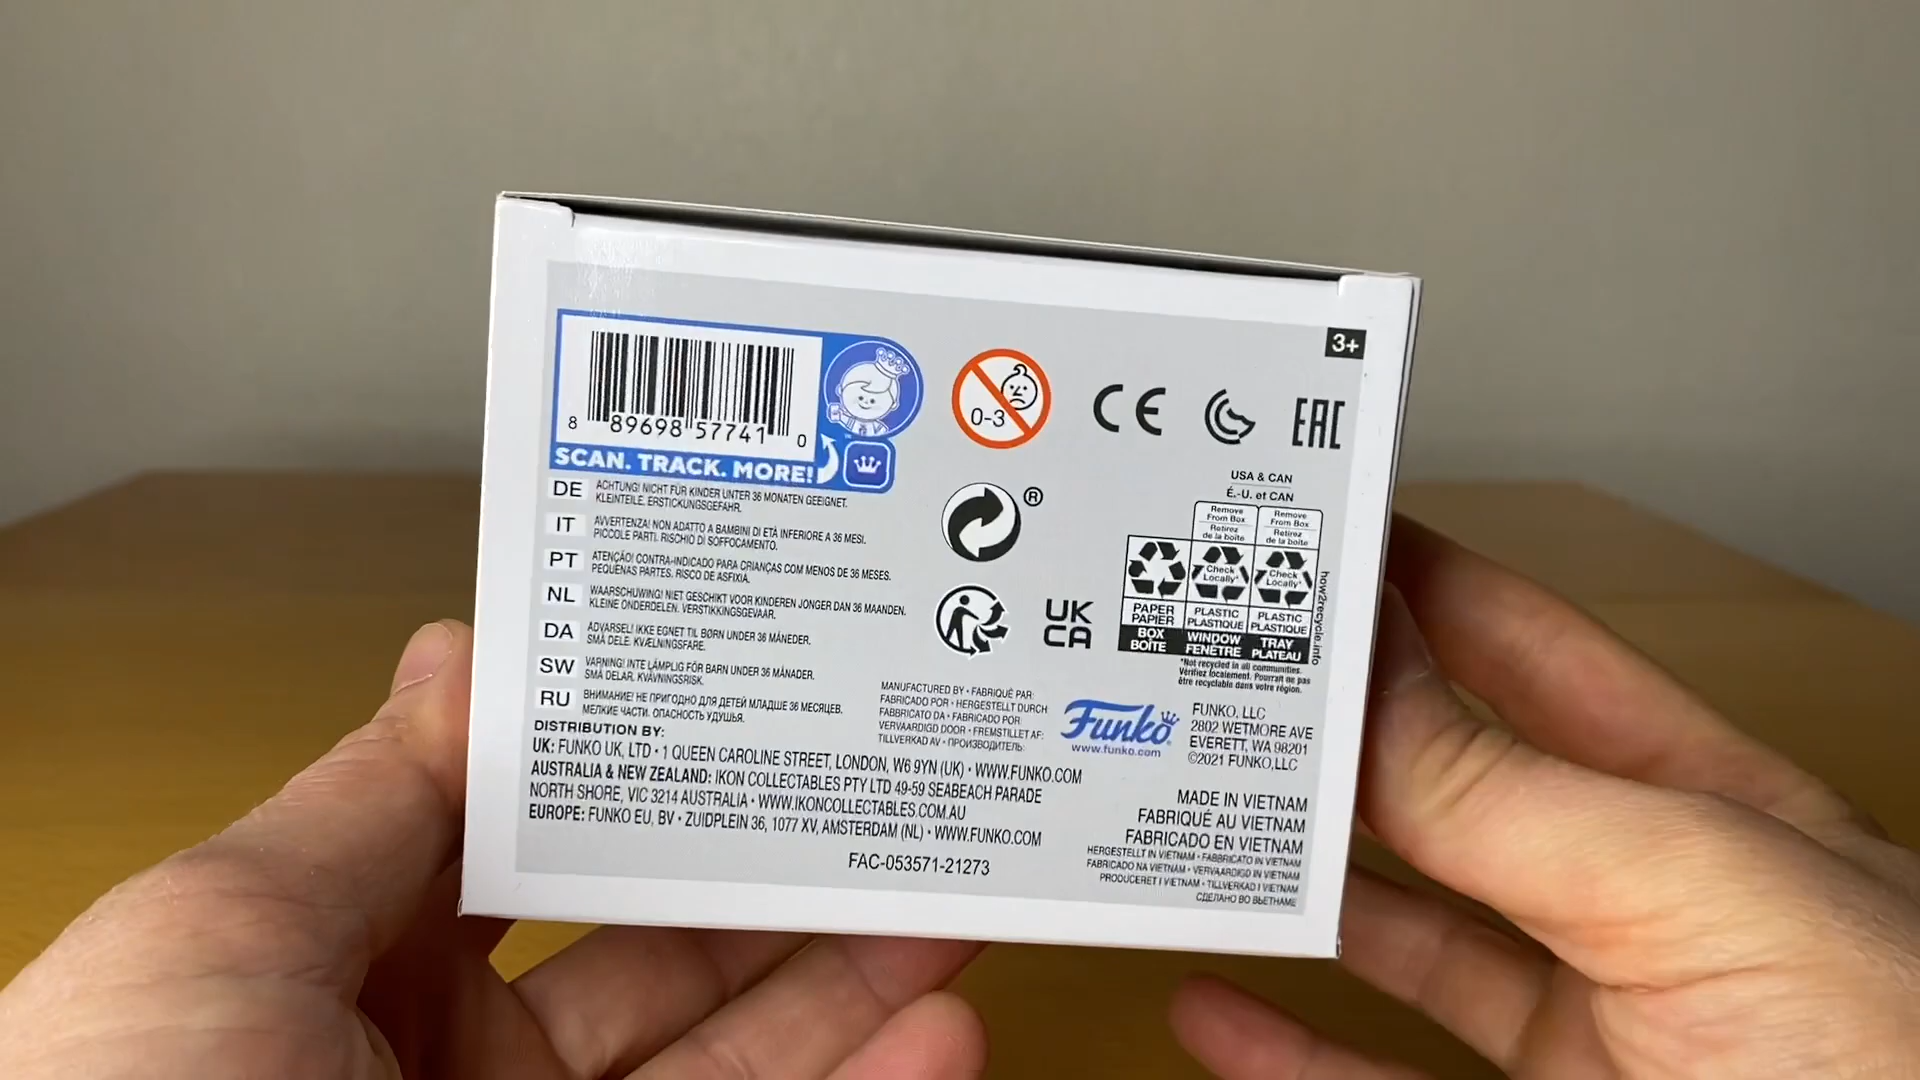 3+
8 89698 57741 0
SCAN. TRACK. MORE!
0-3
CE
EAC
DE ACHTUNG! NICHT FÜR KINDER UNTER 36 MONATEN GEEIGNET.
KLEINTEILE. ERSTICKUNGSGEFAHR.
IT AVVERTENZA! NON ADATTO A BAMBINI DI ETÀ INFERIORE A 36 MESI.
PICCOLE PARTI. RISCHIO DI SOFFOCAMENTO.
PT ATENÇÃO! CONTRA-INDICADO PARA CRIANÇAS COM MENOS DE 36 MESES.
PEQUENAS PARTES. RISCO DE ASFIXIA.
NL WAARSCHUWING! NIET GESCHIKT VOOR KINDEREN JONGER DAN 36 MAANDEN.
KLEINE ONDERDELEN. VERSTIKKINGSGEVAAR.
DA ADVARSEL! IKKE EGNET TIL BØRN UNDER 36 MÅNEDER.
SMÅ DELE. KVÆLNINGSFARE.
SW VARNING! INTE LÄMPLIG FÖR BARN UNDER 36 MÅNADER.
SMÅ DELAR. KVÄVNINGSRISK.
RU ВНИМАНИЕ! НЕ ПРИГОДНО ДЛЯ ДЕТЕЙ МЛАДШЕ 36 МЕСЯЦЕВ.
МЕЛКИЕ ЧАСТИ. ОПАСНОСТЬ УДУШЬЯ.
®
UK
CA
USA & CAN
É.-U. et CAN
Remove From Box
Retirez de la boîte
Remove From Box
Retirez de la boîte
Check Locally*
Check Locally*
PAPER PAPIER
PLASTIC PLASTIQUE
PLASTIC PLASTIQUE
BOX BOÎTE
WINDOW FENÊTRE
TRAY PLATEAU
how2recycle.info
*Not recycled in all communities.
Vérifiez localement. Pourrait ne pas
être recyclable dans votre région.
MANUFACTURED BY • FABRIQUÉ PAR:
FABRICADO POR • HERGESTELLT DURCH
FABBRICATO DA • FABRICADO POR
VERVAARDIGD DOOR • FREMSTILLET AF:
TILLVERKAD AV • ПРОИЗВОДИТЕЛЬ:
Funko
www.funko.com
FUNKO, LLC
2802 WETMORE AVE
EVERETT, WA 98201
©2021 FUNKO,LLC
DISTRIBUTION BY:
UK: FUNKO UK, LTD • 1 QUEEN CAROLINE STREET, LONDON, W6 9YN (UK) • WWW.FUNKO.COM
AUSTRALIA & NEW ZEALAND: IKON COLLECTABLES PTY LTD 49-59 SEABEACH PARADE
NORTH SHORE, VIC 3214 AUSTRALIA • WWW.IKONCOLLECTABLES.COM.AU
EUROPE: FUNKO EU, BV • ZUIDPLEIN 36, 1077 XV, AMSTERDAM (NL) • WWW.FUNKO.COM
FAC-053571-21273
MADE IN VIETNAM
FABRIQUÉ AU VIETNAM
FABRICADO EN VIETNAM
HERGESTELLT IN VIETNAM • FABBRICATO IN VIETNAM
FABRICADO NA VIETNAM • VERVAARDIGD IN VIETNAM
PRODUCERET I VIETNAM • TILLVERKAD I VIETNAM
СДЕЛАНО ВО ВЬЕТНАМЕ